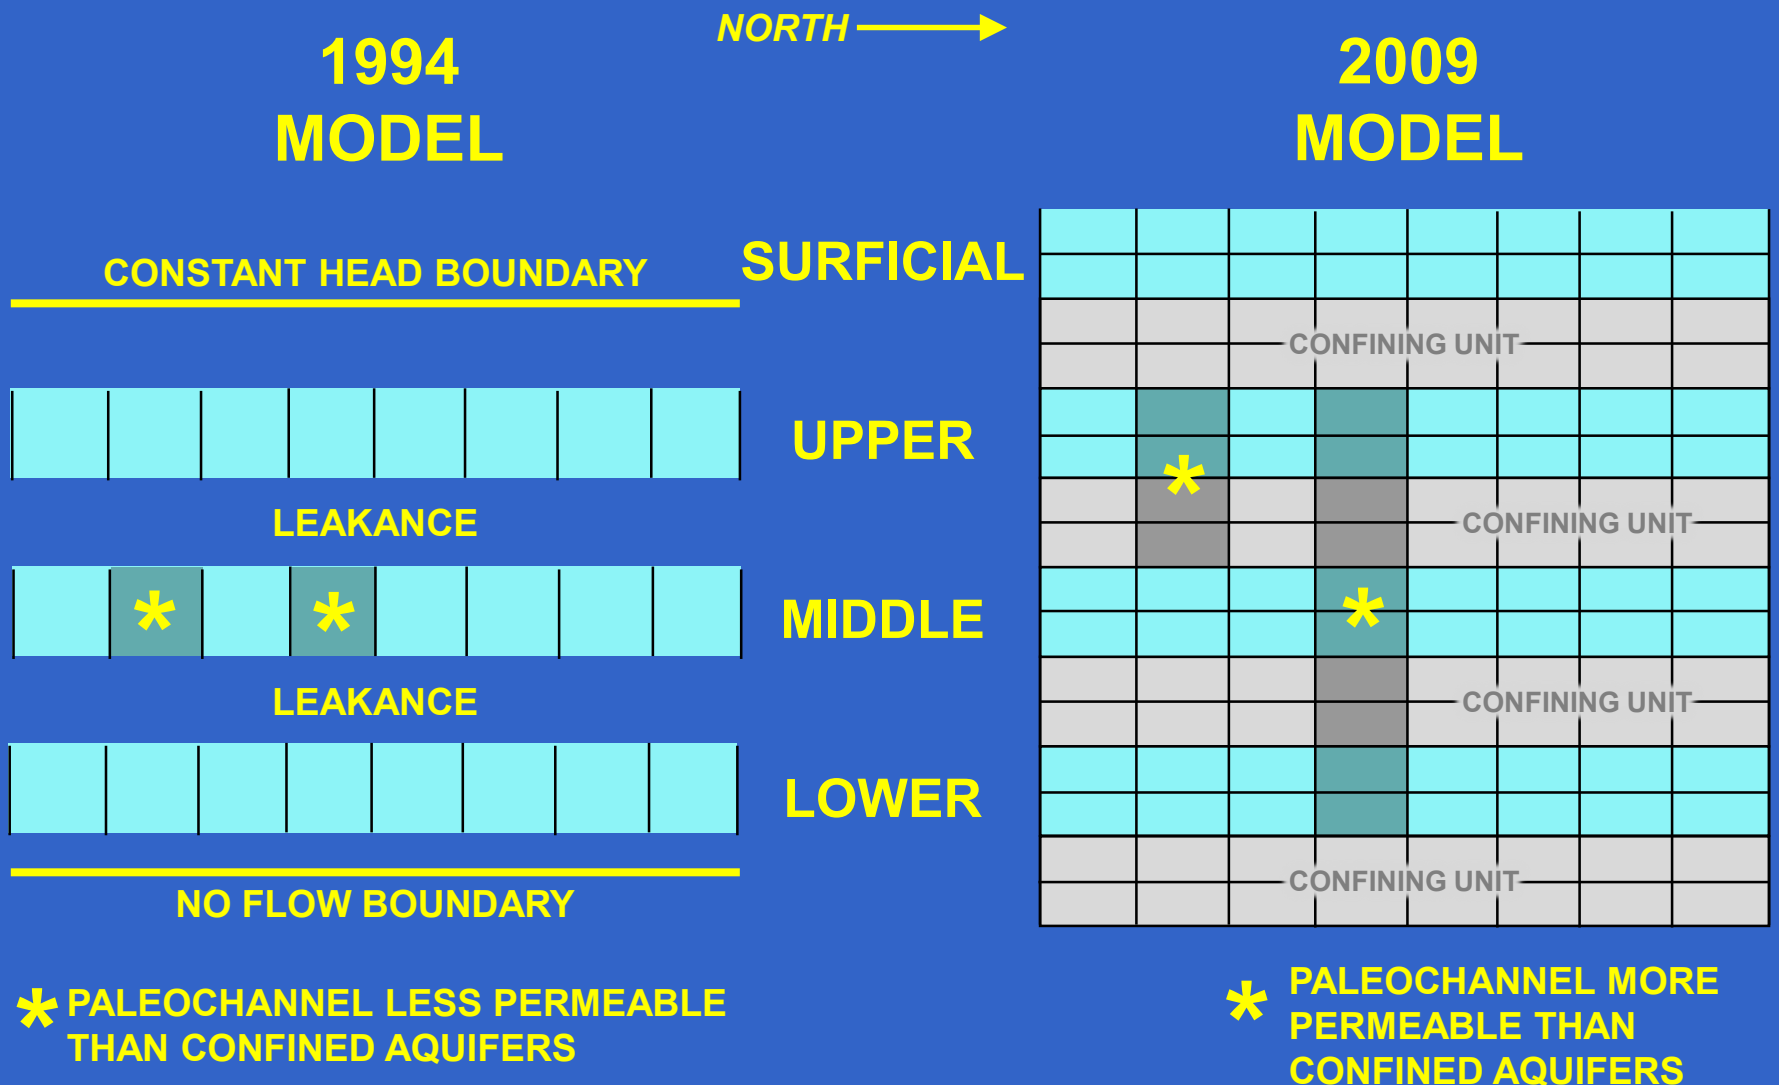 NORTH
1994
MODEL
2009
MODEL
CONSTANT HEAD BOUNDARY
SURFICIAL
CONFINING UNIT
UPPER
LEAKANCE
CONFINING UNIT
* *
*
*
MIDDLE
LEAKANCE
CONFINING UNIT
LOWER
NO FLOW BOUNDARY
CONFINING UNIT
* PALEOCHANNEL LESS PERMEABLE
THAN CONFINED AQUIFERS
* PALEOCHANNEL MORE
PERMEABLE THAN
CONFINED AQUIFERS